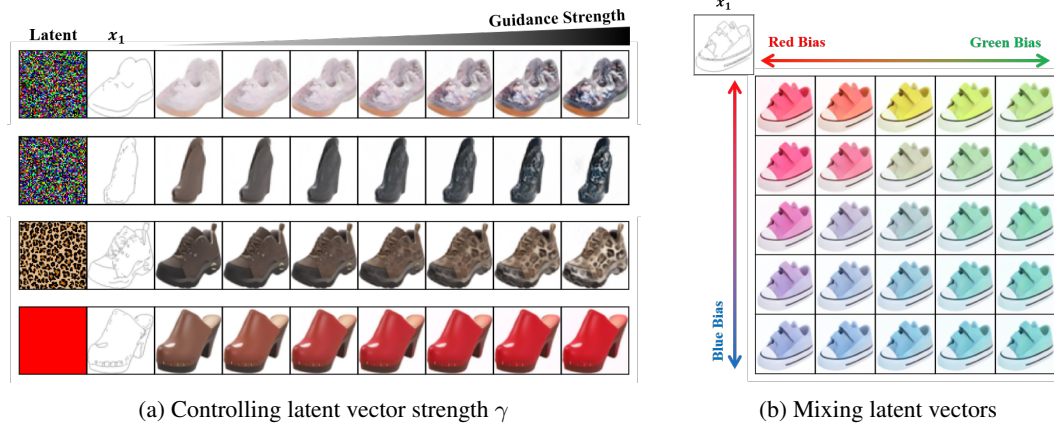 Latent
x₁
Guidance Strength
(a) Controlling latent vector strength γ
x₁
Red Bias
Green Bias
Blue Bias
(b) Mixing latent vectors